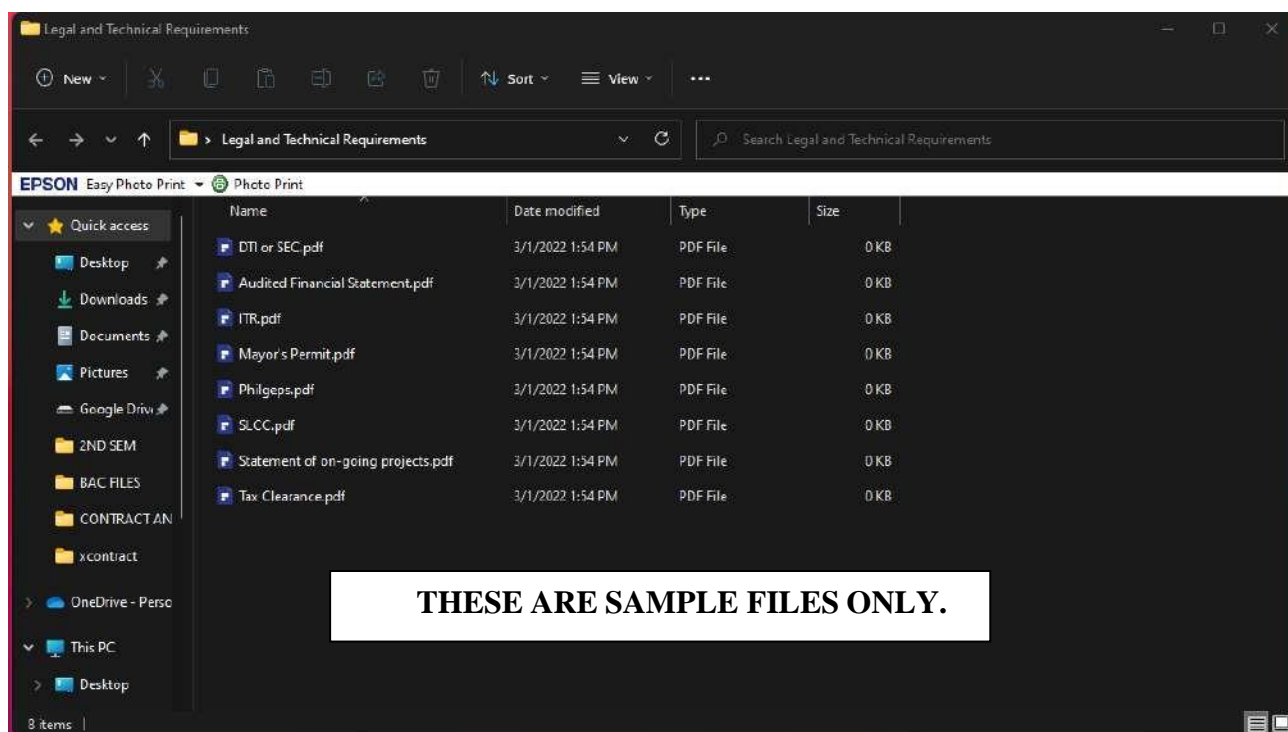 Legal and Technical Requirements
New Sort View ...
> Legal and Technical Requirements Search Legal and Technical Requirements
EPSON Easy Photo Print Photo Print
Name Date modified Type Size
Quick access
DTI or SEC.pdf 3/1/2022 1:54 PM PDF File 0 KB
Desktop
Audited Financial Statement.pdf 3/1/2022 1:54 PM PDF File 0 KB
Downloads
ITR.pdf 3/1/2022 1:54 PM PDF File 0 KB
Documents
Mayor's Permit.pdf 3/1/2022 1:54 PM PDF File 0 KB
Pictures
Philgeps.pdf 3/1/2022 1:54 PM PDF File 0 KB
Google Driv
SLCC.pdf 3/1/2022 1:54 PM PDF File 0 KB
2ND SEM
Statement of on-going projects.pdf 3/1/2022 1:54 PM PDF File 0 KB
BAC FILES
Tax Clearance.pdf 3/1/2022 1:54 PM PDF File 0 KB
CONTRACT AN
xcontract
OneDrive - Perso
THESE ARE SAMPLE FILES ONLY.
This PC
Desktop
8 items